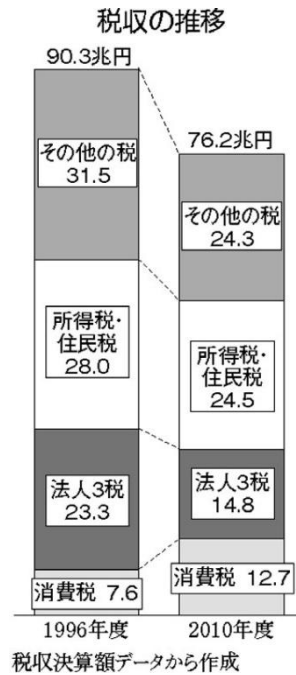 税収の推移
90.3兆円
その他の税
31.5
所得税・
住民税
28.0
法人3税
23.3
消費税 7.6
1996年度
76.2兆円
その他の税
24.3
所得税・
住民税
24.5
法人3税
14.8
消費税 12.7
2010年度
税収決算額データから作成